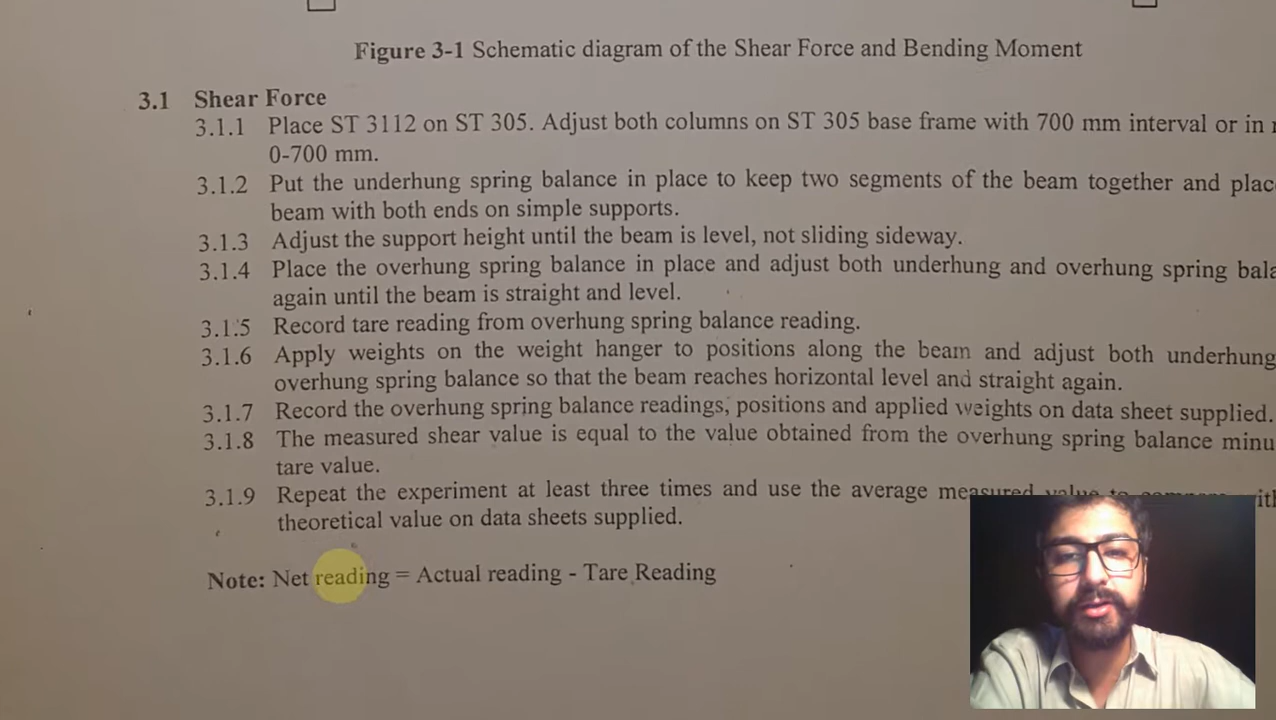 Figure 3-1 Schematic diagram of the Shear Force and Bending Moment
3.1 Shear Force
3.1.1 Place ST 3112 on ST 305. Adjust both columns on ST 305 base frame with 700 mm interval or in
0-700 mm.
3.1.2 Put the underhung spring balance in place to keep two segments of the beam together and
beam with both ends on simple supports.
3.1.3 Adjust the support height until the beam is level, not sliding sideway.
3.1.4 Place the overhung spring balance in place and adjust both underhung and overhung spring
again until the beam is straight and level.
3.1.5 Record tare reading from overhung spring balance reading.
3.1.6 Apply weights on the weight hanger to positions along the beam and adjust both underhung
overhung spring balance so that the beam reaches horizontal level and straight again.
3.1.7 Record the overhung spring balance readings, positions and applied weights on data sheet supplied.
3.1.8 The measured shear value is equal to the value obtained from the overhung spring balance
tare value.
3.1.9 Repeat the experiment at least three times and use the average measured value to
theoretical value on data sheets supplied.
Note: Net reading = Actual reading - Tare Reading